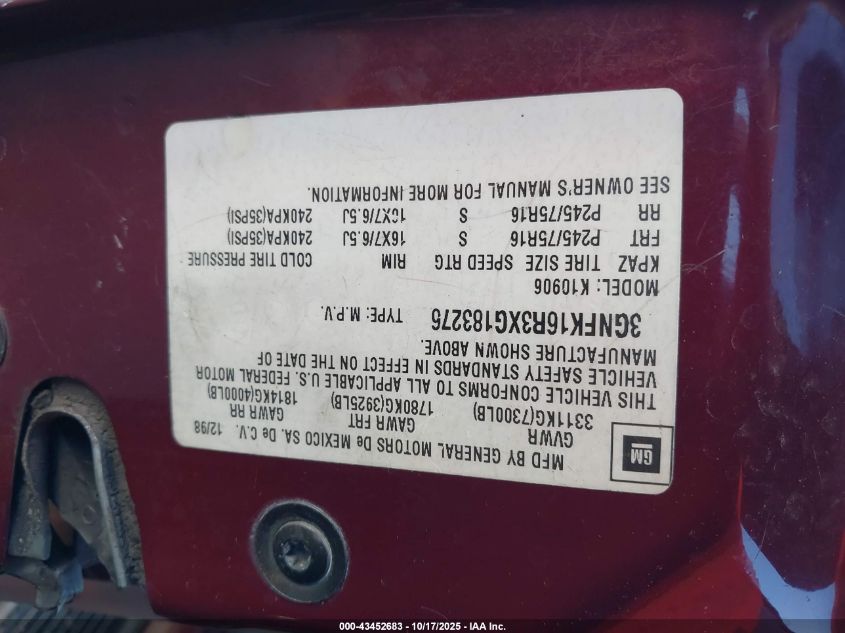 GM
MFD BY GENERAL MOTORS De MEXICO SA. De C.V. 12/98
GVWR GAWR FRT GAWR RR
3311KG(7300LB) 1780KG(3925LB) 1814KG(4000LB)
THIS VEHICLE CONFORMS TO ALL APPLICABLE U.S. FEDERAL MOTOR
VEHICLE SAFETY STANDARDS IN EFFECT ON THE DATE OF
MANUFACTURE SHOWN ABOVE.
3GNFK16R3XG183276 TYPE: M.P.V.
MODEL: K10906
KPAZ TIRE SIZE SPEED RTG RIM COLD TIRE PRESSURE
FRT P245/75R16 S 16X7/6.5J 240KPA(35PSI)
RR P245/75R16 S 16X7/6.5J 240KPA(35PSI)
SEE OWNER'S MANUAL FOR MORE INFORMATION.
000-43452683 | 10/17/2025 - IAA Inc.